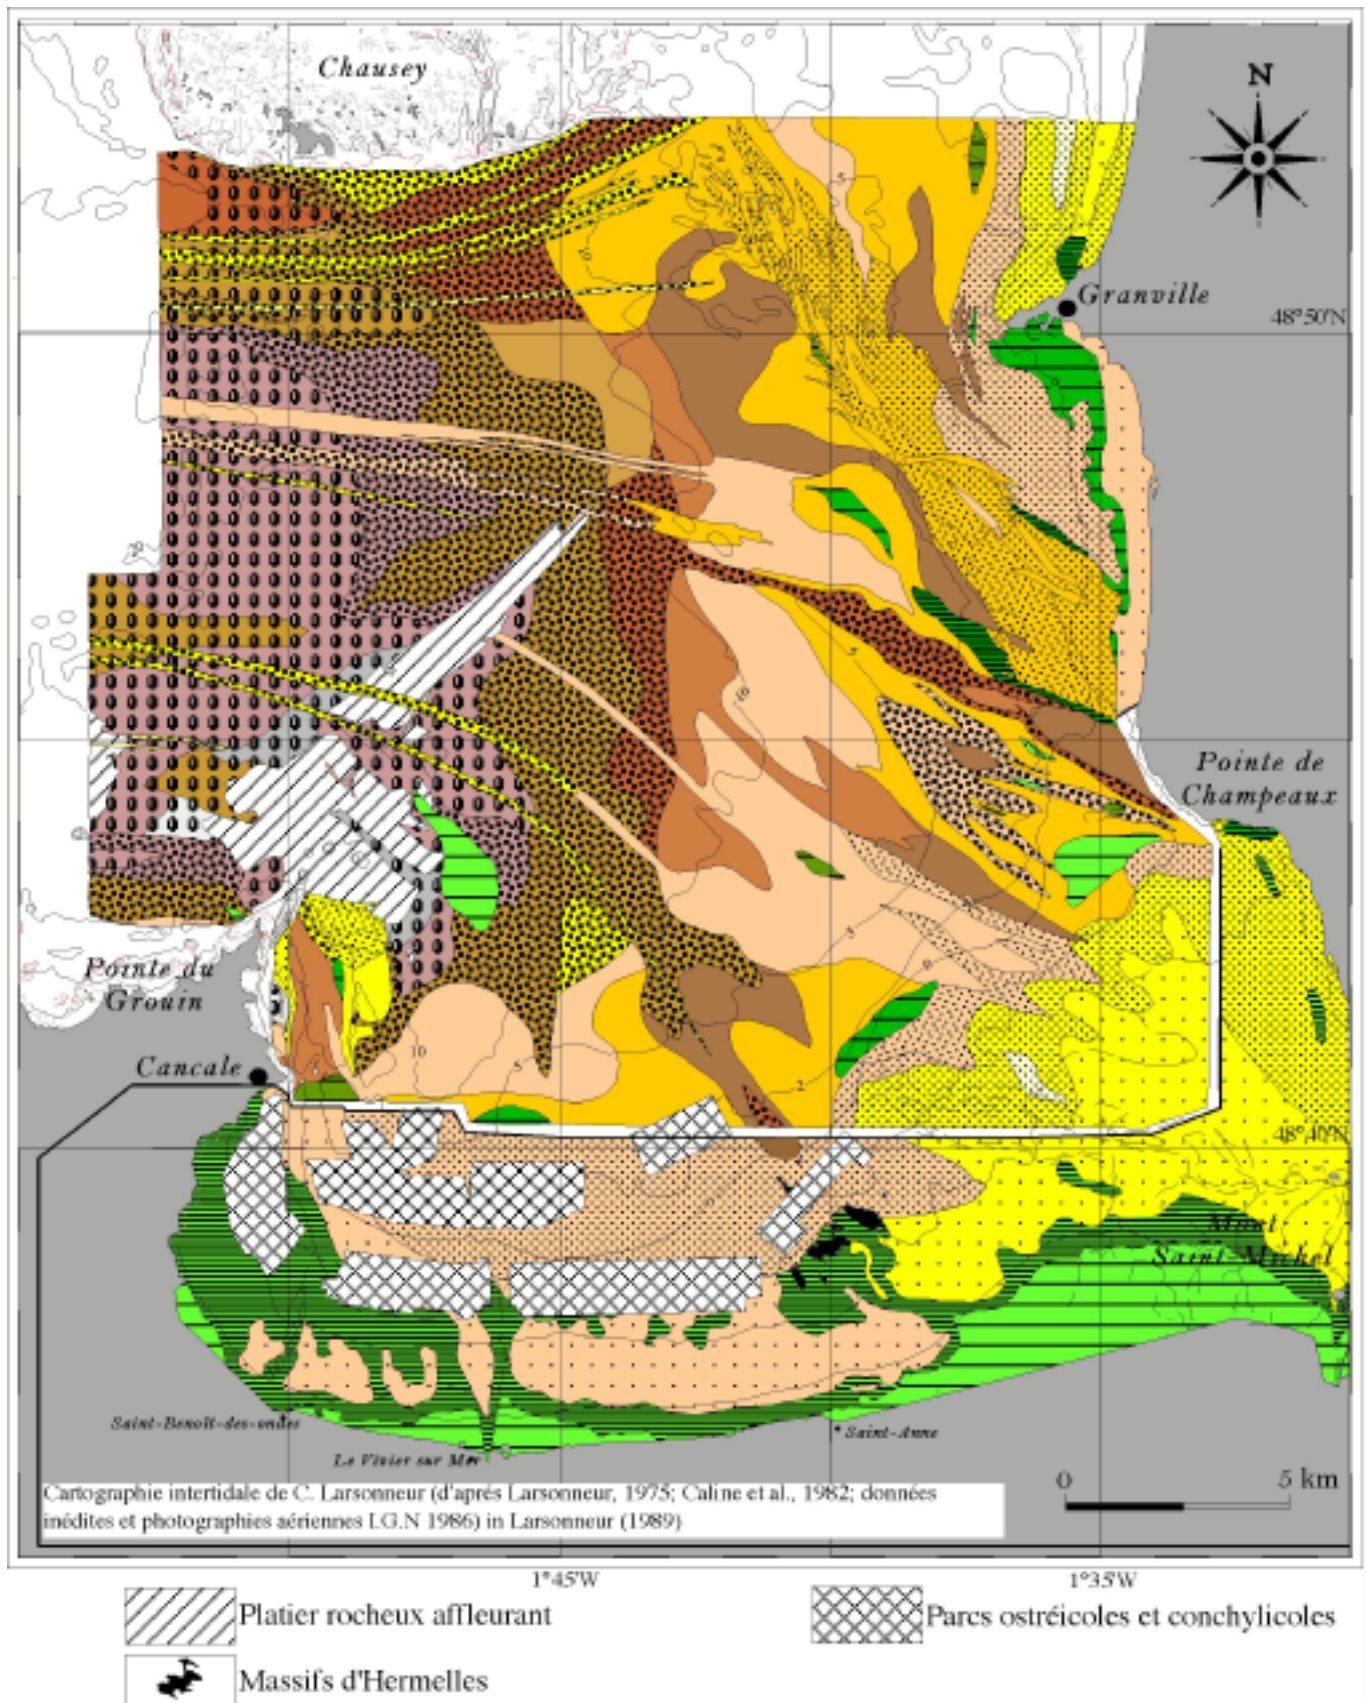 Chausey
N
Granville
48°50'N
Pointe de
Champeaux
Pointe du
Grouin
Cancale
48°40'N
Mont
Saint-Michel
Saint-Benoît-des-ondes
Saint-Anne
Le Vivier sur Mer
0 5 km
Cartographie intertidale de C. Larsonneur (d'aprés Larsonneur, 1975; Caline et al., 1982; données
inédites et photographies aériennes I.G.N 1986) in Larsonneur (1989)
1°45'W 1°35'W
Platier rocheux affleurant
Parcs ostréicoles et conchylicoles
Massifs d'Hermelles